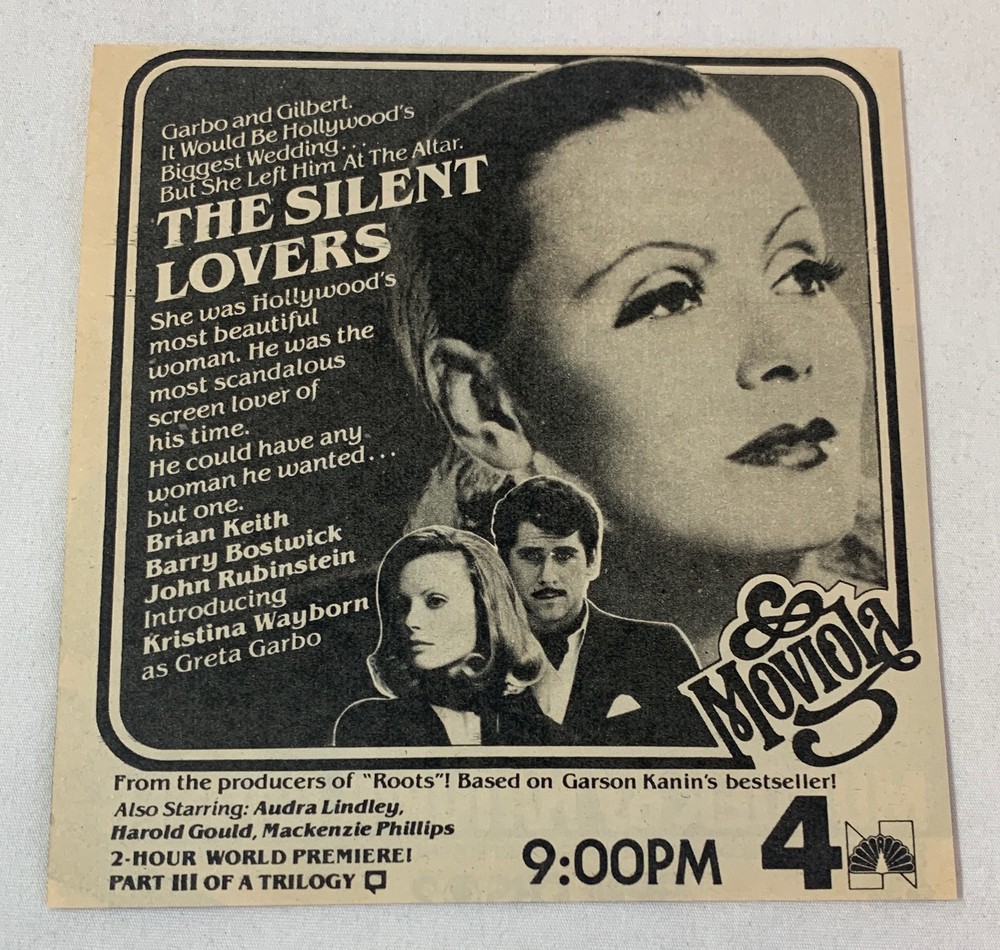 Garbo and Gilbert.
It Would Be Hollywood's
Biggest Wedding...
But She Left Him At The Altar.
THE SILENT
LOVERS
She was Hollywood's
most beautiful
woman. He was the
most scandalous
screen lover of
his time.
He could have any
woman he wanted...
but one.
Brian Keith
Barry Bostwick
John Rubinstein
Introducing
Kristina Wayborn
as Greta Garbo
Moviola
From the producers of "Roots"! Based on Garson Kanin's bestseller!
Also Starring: Audra Lindley,
Harold Gould, Mackenzie Phillips
2-HOUR WORLD PREMIERE!
PART III OF A TRILOGY
9:00PM 4 N